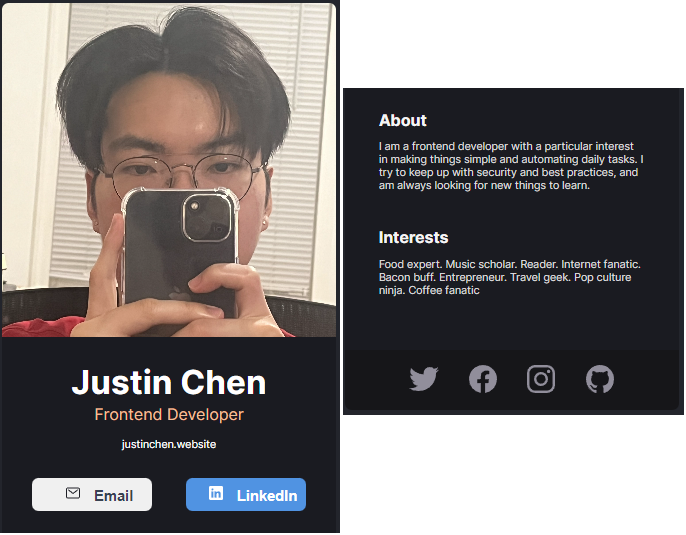 Justin Chen
Frontend Developer
justinchen.website
Email
in LinkedIn
About
I am a frontend developer with a particular interest
in making things simple and automating daily tasks. I
try to keep up with security and best practices, and
am always looking for new things to learn.
Interests
Food expert. Music scholar. Reader. Internet fanatic.
Bacon buff. Entrepreneur. Travel geek. Pop culture
ninja. Coffee fanatic